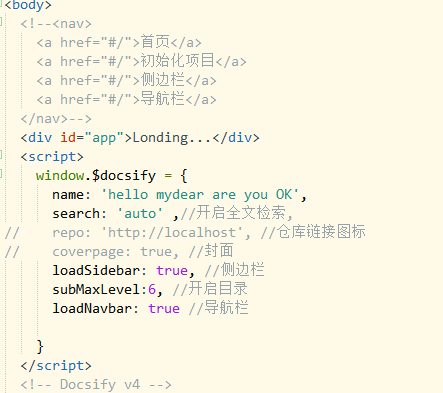 <body>
<!--<nav>
<a href="#/">首页</a>
<a href="#/">初始化项目</a>
<a href="#/">侧边栏</a>
<a href="#/">导航栏</a>
</nav>-->
<div id="app">Londing...</div>
<script>
window.$docsify = {
name: 'hello mydear are you OK',
search: 'auto' ,//开启全文检索,
// repo: 'http://localhost', //仓库链接图标
// coverpage: true, //封面
loadSidebar: true, //侧边栏
subMaxLevel:6, //开启目录
loadNavbar: true //导航栏
}
</script>
<!-- Docsify v4 -->